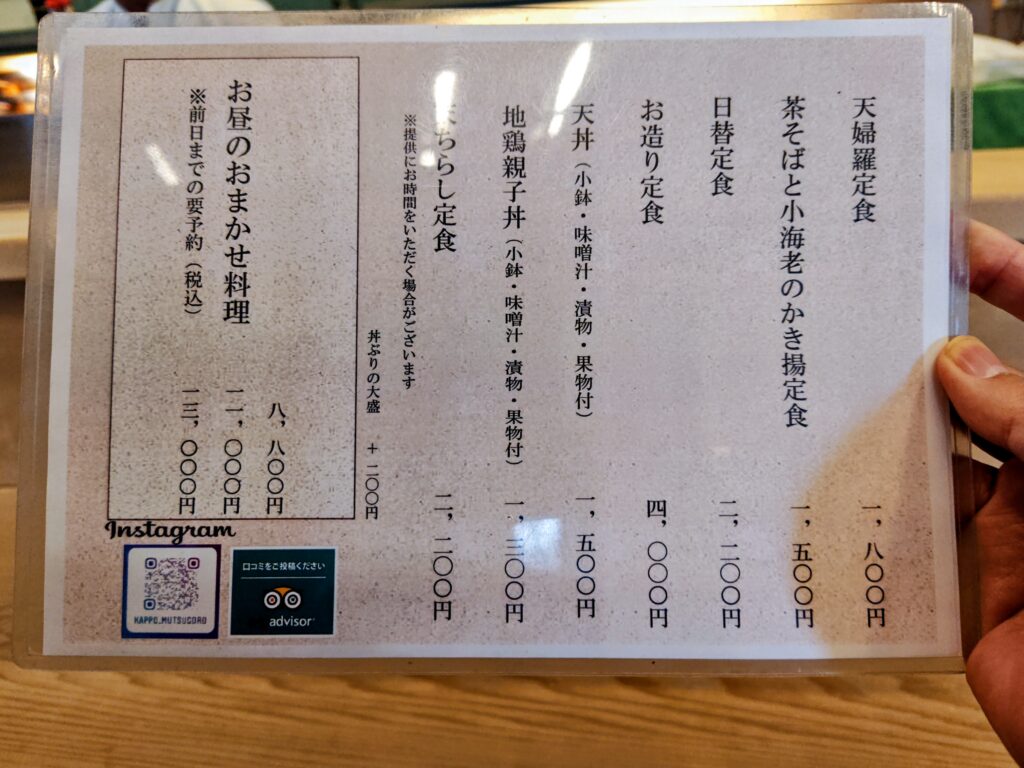 天婦羅定食 一、八〇〇円
茶そばと小海老のかき揚定食 一、五〇〇円
日替定食 二、二〇〇円
お造り定食 四、〇〇〇円
天丼（小鉢・味噌汁・漬物・果物付） 一、五〇〇円
地鶏親子丼（小鉢・味噌汁・漬物・果物付） 一、三〇〇円
ちらし定食 二、二〇〇円
※提供にお時間をいただく場合がございます
丼ぶりの大盛 ＋二〇〇円
お昼のおまかせ料理
※前日までの要予約（税込）
八、八〇〇円
一一、〇〇〇円
一三、〇〇〇円
Instagram
KAPPO_MUTSUGORO
口コミをご投稿ください
advisor